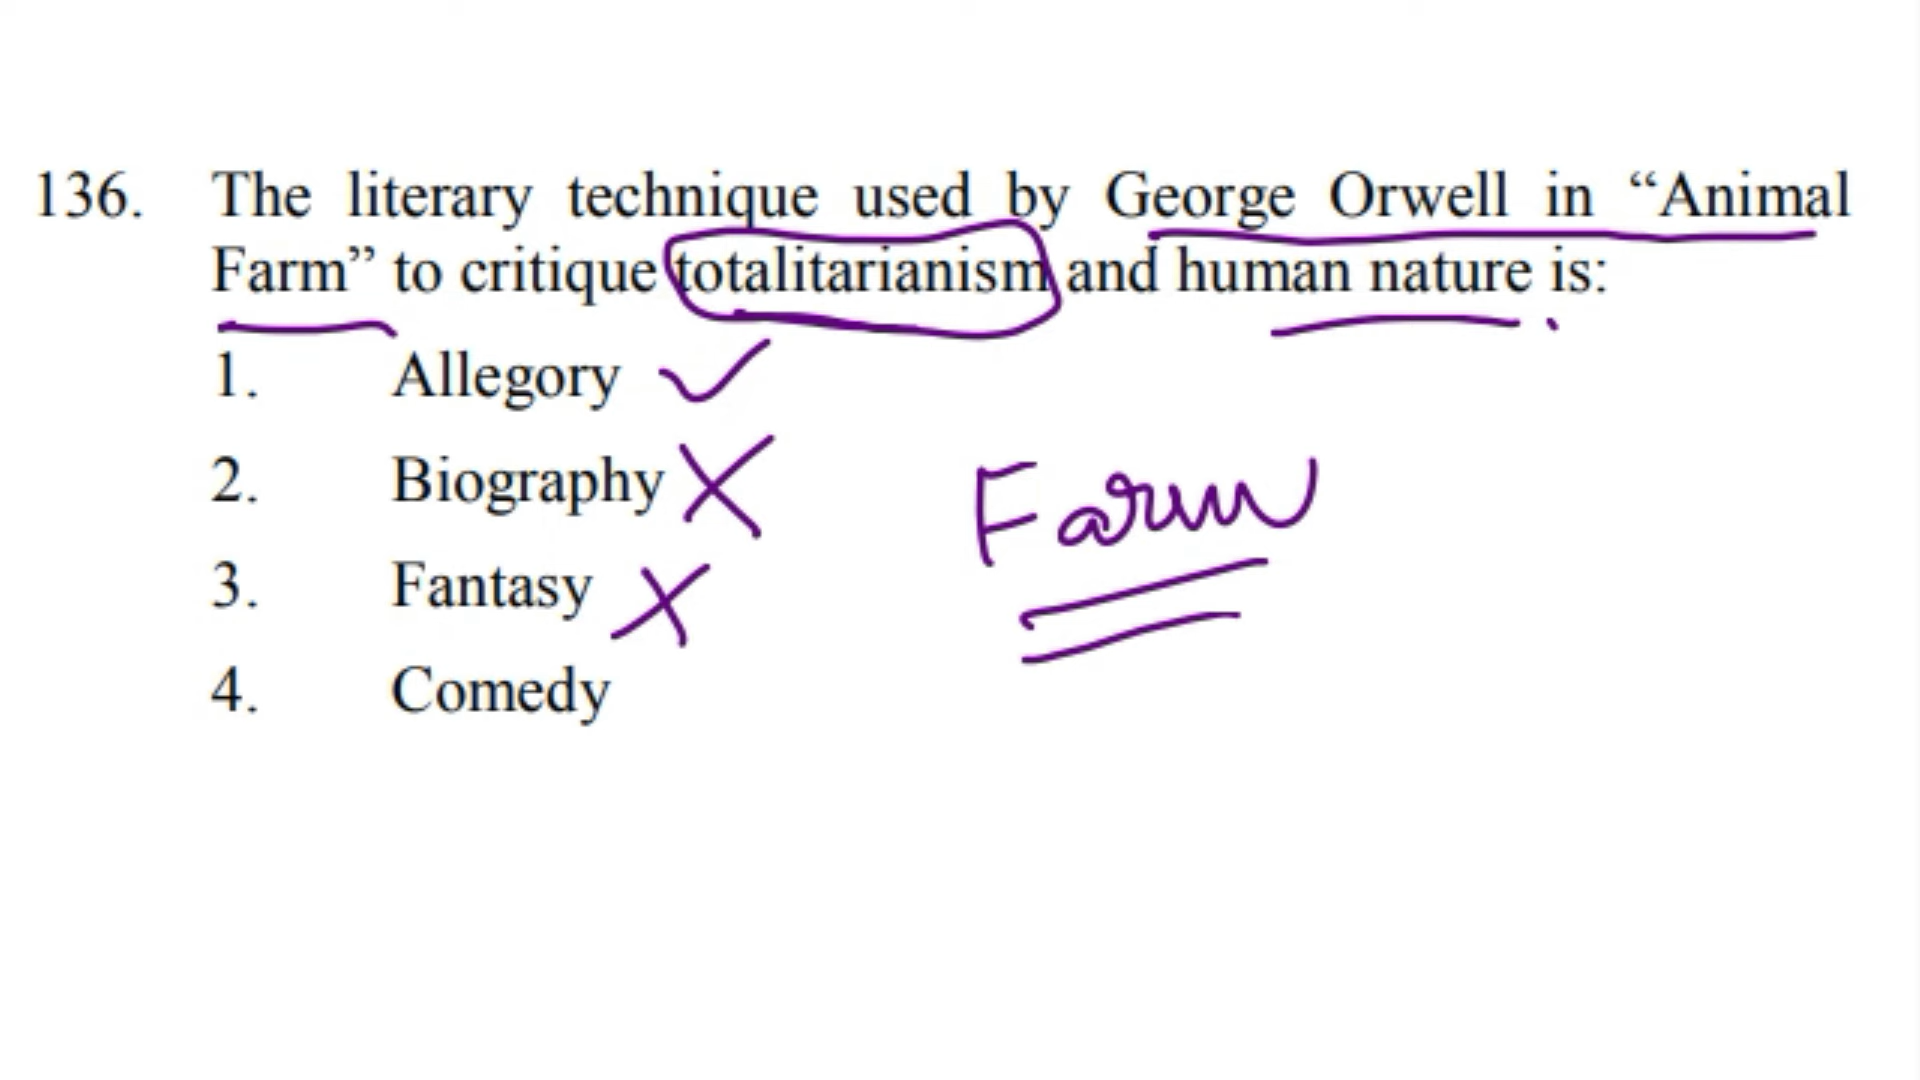 136. The literary technique used by George Orwell in “Animal
Farm” to critique totalitarianism and human nature is:
1. Allegory
2. Biography
Farm
3. Fantasy
4. Comedy